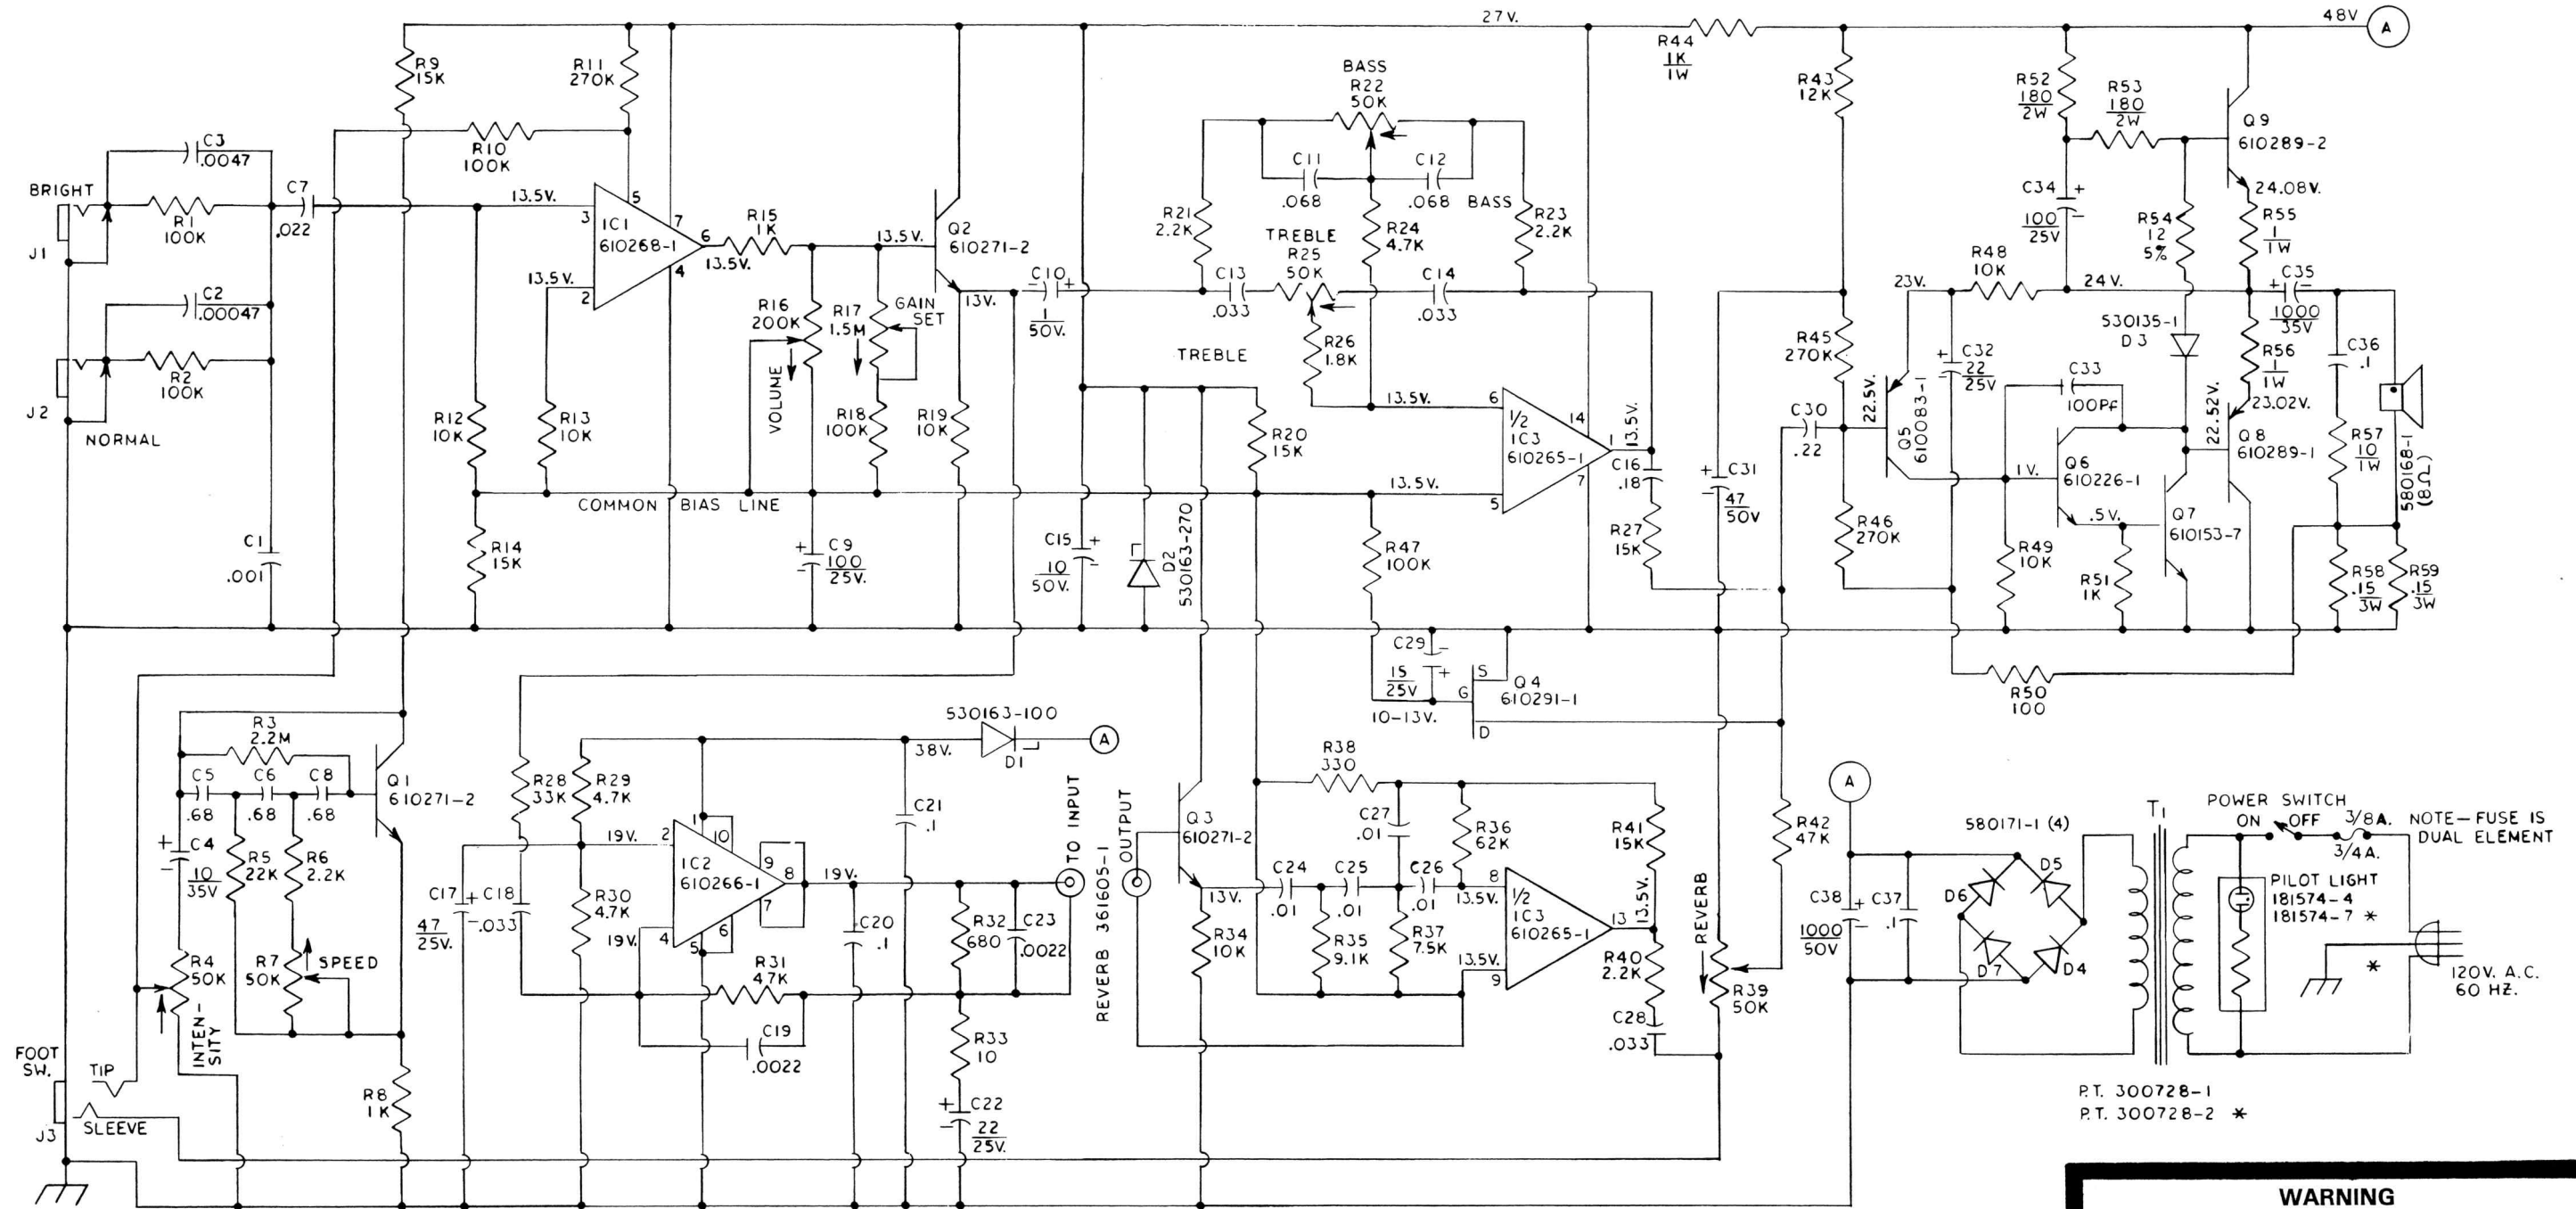 27V.
48V
A
R9
15K
R11
270K
R10
100K
R44
1K
1W
R43
12K
R52
180
2W
R53
180
2W
Q9
610289-2
BASS
R22
50K
C3
.0047
BRIGHT
R1
100K
C7
.022
J1
C2
.00047
R2
100K
J2
NORMAL
C1
.001
13.5V.
3
5
7
1C1
610268-1
6
13.5V.
2
4
13.5V.
R15
1K
13.5V.
Q2
610271-2
R12
10K
R13
10K
R14
15K
R16
200K
VOLUME
R17
1.5M
GAIN
SET
R18
100K
13V.
R19
10K
C10
- +
1
50V.
COMMON BIAS LINE
+
-
C9
100
25V.
C11
.068
C12
.068
BASS
R21
2.2K
R24
4.7K
R23
2.2K
TREBLE
R25
50K
C13
.033
C14
.033
R26
1.8K
TREBLE
13.5V.
6
14
1/2
1C3
610265-1
1
13.5V.
5
7
13.5V.
R20
15K
C15
+
-
10
50V.
D2
530163-270
R47
100K
C16
.18
R27
15K
+
-
C31
47
50V
R45
270K
C30
.22
R46
270K
22.5V.
Q5
610083-1
23V.
R48
10K
24V.
+
-
C32
22
25V
C34
+
-
100
25V
R54
12
5%
24.08V.
R55
1
1W
+ -
C35
1000
35V
530135-1
D3
R56
1
1W
C33
100Pf
22.52V.
23.02V.
Q8
610289-1
C36
.1
R57
10
1W
580168-1
(8Ω)
1V.
Q6
610226-1
.5V.
Q7
610153-7
R49
10K
R51
1K
R58
.15
3W
R59
.15
3W
R50
100
C29
-
+
15
25V
10-13V.
G
S
D
Q4
610291-1
R3
2.2M
C5
.68
C6
.68
C8
.68
Q1
610271-2
+
-
C4
10
35V
R5
22K
R6
2.2K
R4
50K
INTEN-
SITY
R7
50K
SPEED
R8
1K
FOOT
SW.
TIP
SLEEVE
J3
530163-100
38V.
D1
A
R28
33K
R29
4.7K
19V.
2
1
10
1C2
610266-1
9
8
7
6
5
4
19V.
19V.
C21
.1
C17
+
-
47
25V.
C18
.033
R30
4.7K
R31
47K
C19
.0022
C20
.1
R32
680
C23
.0022
R33
10
+
-
C22
22
25V.
TO INPUT
REVERB 361605-1
OUTPUT
Q3
610271-2
13V.
R34
10K
R38
330
C27
.01
R36
62K
C24
.01
C25
.01
C26
.01
R35
9.1K
R37
7.5K
8
13.5V.
1/2
1C3
610265-1
13
13.5V.
13.5V.
9
R41
15K
R40
2.2K
C28
.033
REVERB
R39
50K
R42
47K
A
C38
+
-
1000
50V
C37
.1
580171-1 (4)
D6
D5
D7
D4
T1
POWER SWITCH
ON OFF
3/8A.
3/4A.
NOTE—FUSE IS
DUAL ELEMENT
PILOT LIGHT
181574-4
181574-7 *
*
120V. A.C.
60 HZ.
P.T. 300728-1
P.T. 300728-2 *
WARNING